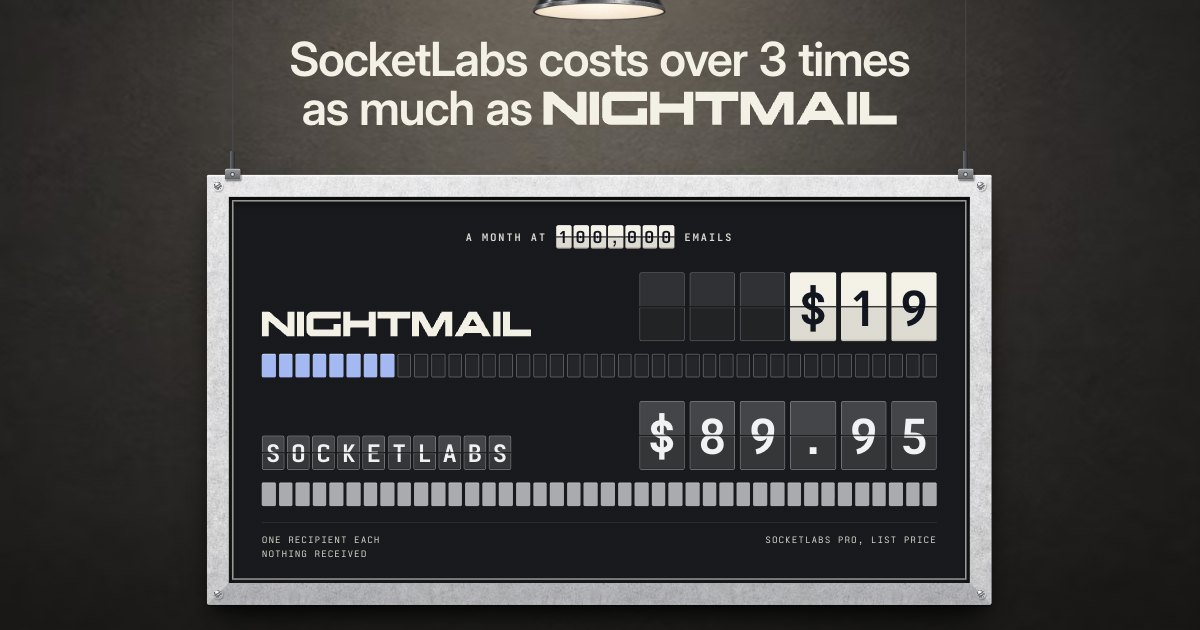 SocketLabs costs over 3 times
as much as NIGHTMAIL
A MONTH AT 100,000 EMAILS
$19
NIGHTMAIL
$89.95
SOCKETLABS
ONE RECIPIENT EACH
NOTHING RECEIVED
SOCKETLABS PRO, LIST PRICE